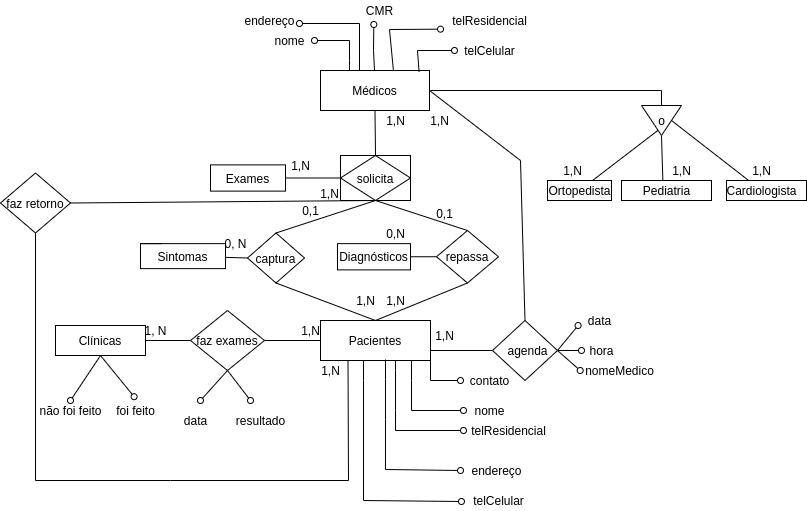 CMR
endereço
telResidencial
nome
telCelular
Médicos
1,N
1,N
o
1,N
1,N
1,N
1,N
Exames
solicita
Ortopedista
Pediatria
Cardiologista
1,N
faz retorno
0,1
0,1
0,N
0, N
Sintomas
captura
Diagnósticos
repassa
1,N
1,N
data
1, N
1,N
1,N
Clínicas
faz exames
Pacientes
agenda
hora
1,N
nomeMedico
contato
não foi feito
foi feito
nome
data
resultado
telResidencial
endereço
telCelular